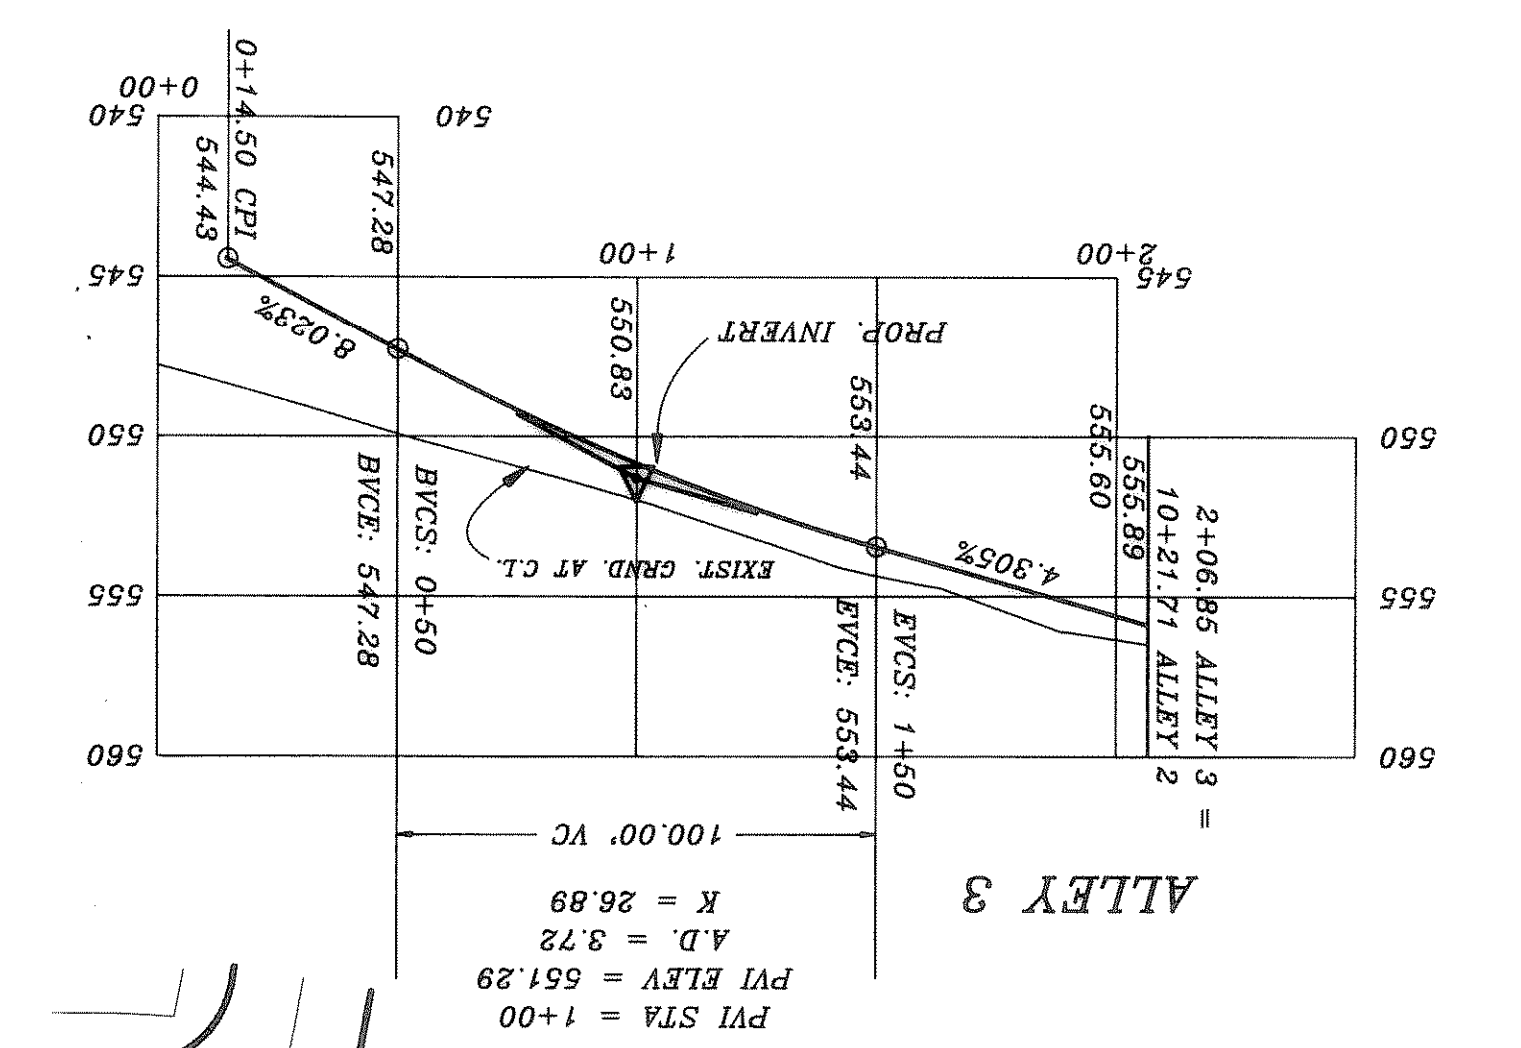 PVI STA = 1+00
PVI ELEV = 551.29
A.D. = 3.72
K = 26.89
100.00' VC
ALLEY 3
560
560
BVCE: 547.28
BVCS: 0+50
EVCE: 553.44
EVCS: 1+50
2+06.85 ALLEY 3 =
10+21.71 ALLEY 2
555
555
EXIST. GRND. AT C.L.
4.305%
550
550
555.89
555.60
553.44
550.83
PROP. INVERT
8.023%
545
545
1+00
2+00
547.28
544.43
0+14.50 CPI
540
540
0+00